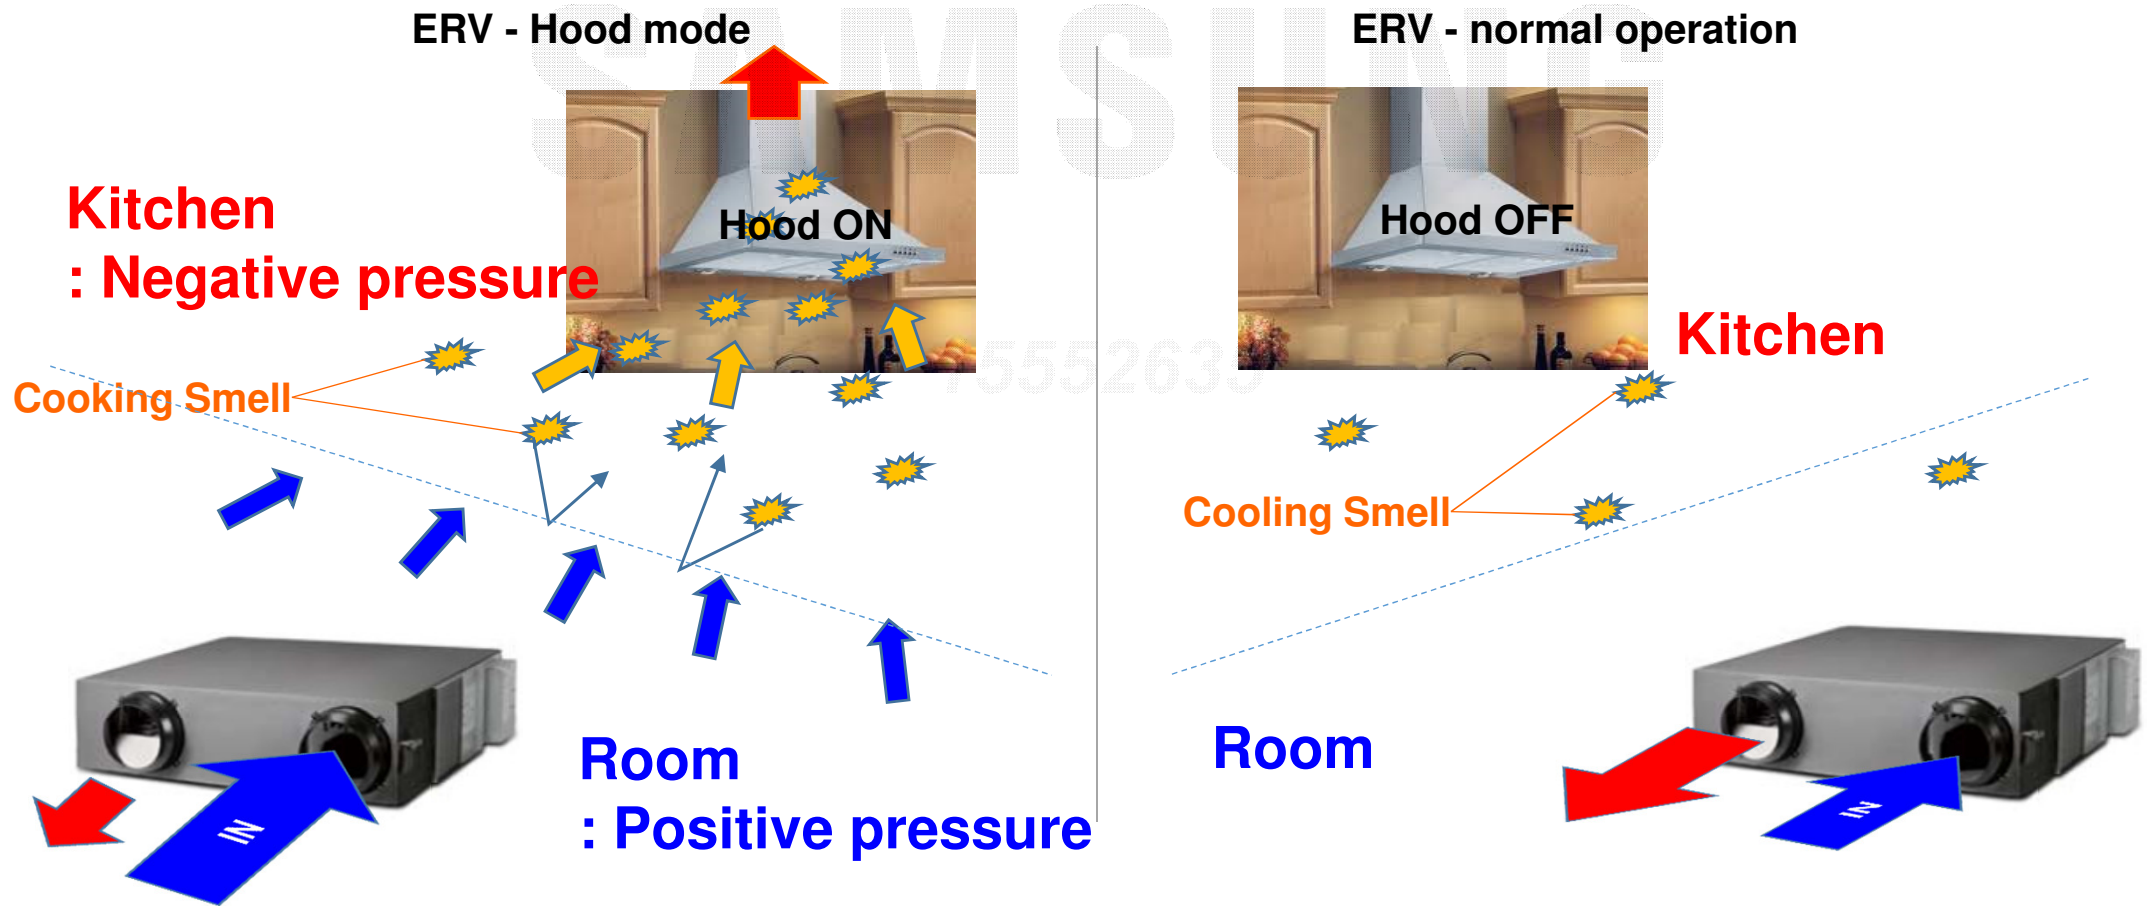 SAMSUNG
ERV - Hood mode
ERV - normal operation
Kitchen
: Negative pressure
Hood ON
Hood OFF
Kitchen
Cooking Smell
Cooling Smell
Room
: Positive pressure
Room
IN
IN